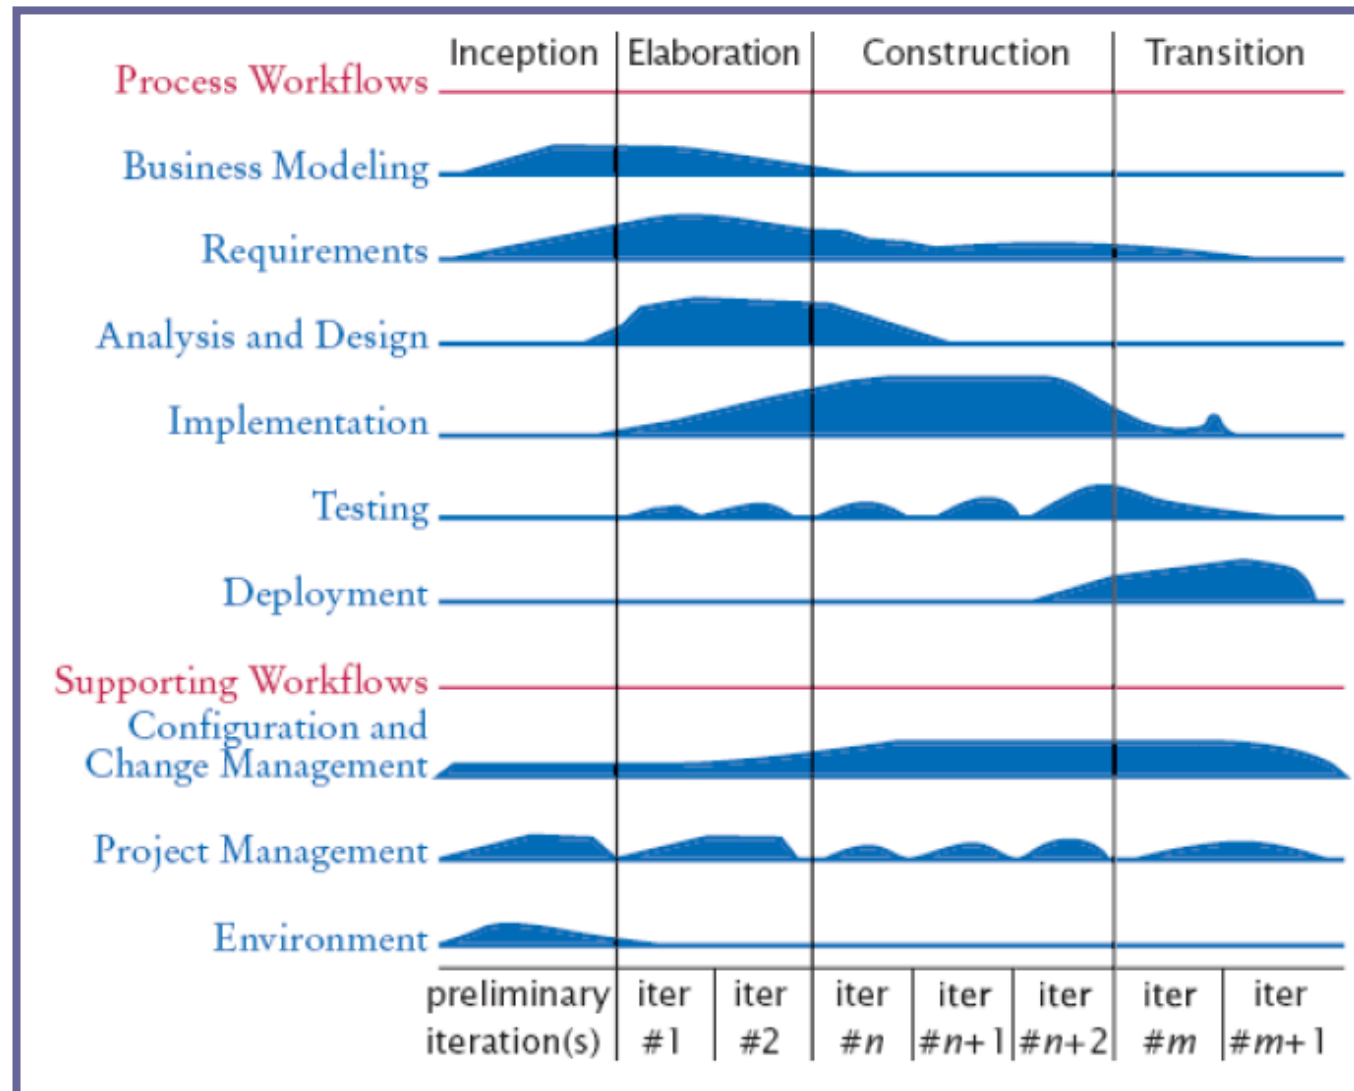 Inception Elaboration Construction Transition
Process Workflows
Business Modeling
Requirements
Analysis and Design
Implementation
Testing
Deployment
Supporting Workflows
Configuration and
Change Management
Project Management
Environment
preliminary iter iter iter iter iter iter iter
iteration(s) #1 #2 #n #n+1 #n+2 #m #m+1